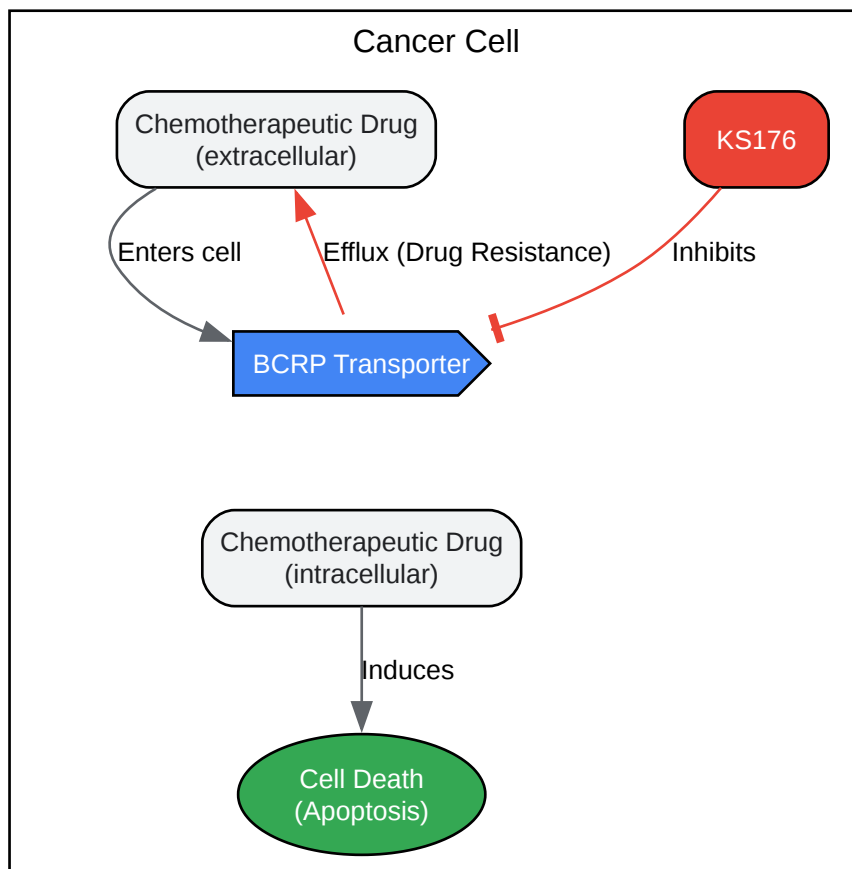 Cancer Cell
Chemotherapeutic Drug
(extracellular)
KS176
Enters cell
Efflux (Drug Resistance)
Inhibits
BCRP Transporter
Chemotherapeutic Drug
(intracellular)
Induces
Cell Death
(Apoptosis)